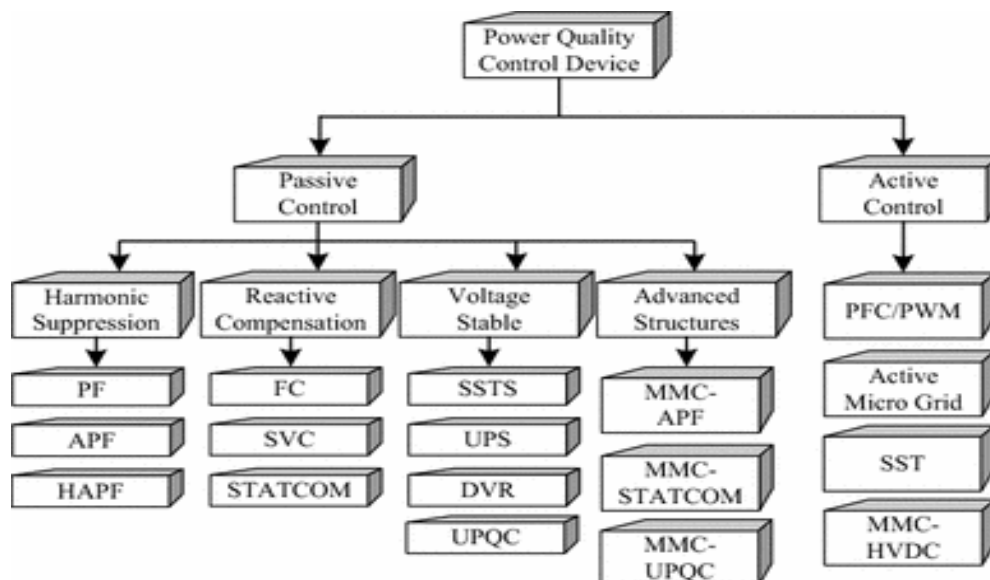 Power Quality
Control Device
Passive
Control
Active
Control
Harmonic
Suppression
Reactive
Compensation
Voltage
Stable
Advanced
Structures
PFC/PWM
PF
FC
SSTS
MMC-
APF
Active
Micro Grid
APF
SVC
UPS
MMC-
STATCOM
SST
HAPF
STATCOM
DVR
UPQC
MMC-
UPQC
MMC-
HVDC